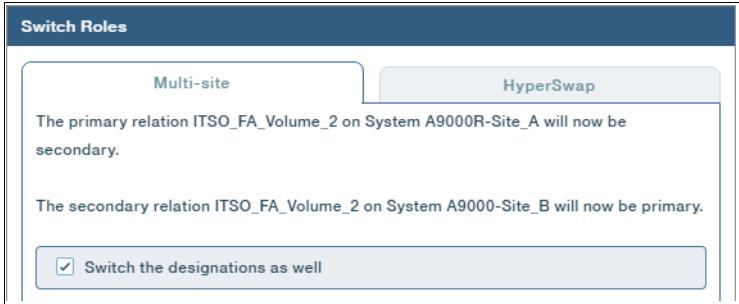 Switch Roles
Multi-site
HyperSwap
The primary relation ITSO_FA_Volume_2 on System A9000R-Site_A will now be
secondary.
The secondary relation ITSO_FA_Volume_2 on System A9000-Site_B will now be primary.
Switch the designations as well